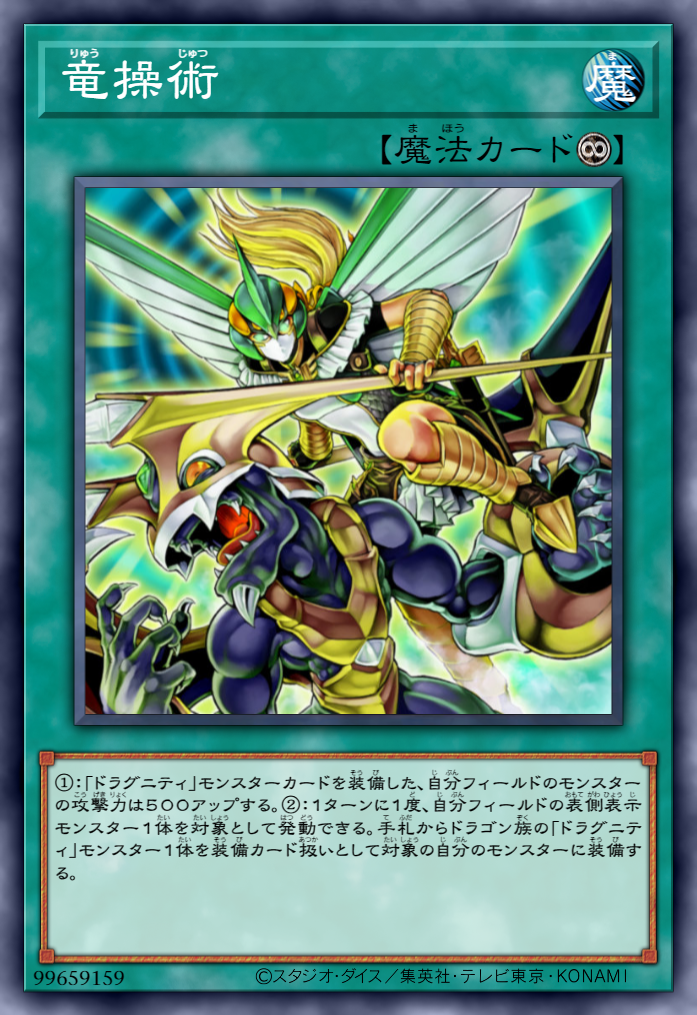 竜操術
魔
【魔法カード】
①:「ドラグニティ」モンスターカードを装備した、自分フィールドのモンスター
の攻撃力は５００アップする。②：１ターンに１度、自分フィールドの表側表示
モンスター１体を対象として発動できる。手札からドラゴン族の「ドラグニテ
ィ」モンスター１体を装備カード扱いとして対象の自分のモンスターに装備す
る。
99659159
©スタジオ・ダイス／集英社・テレビ東京・KONAMI